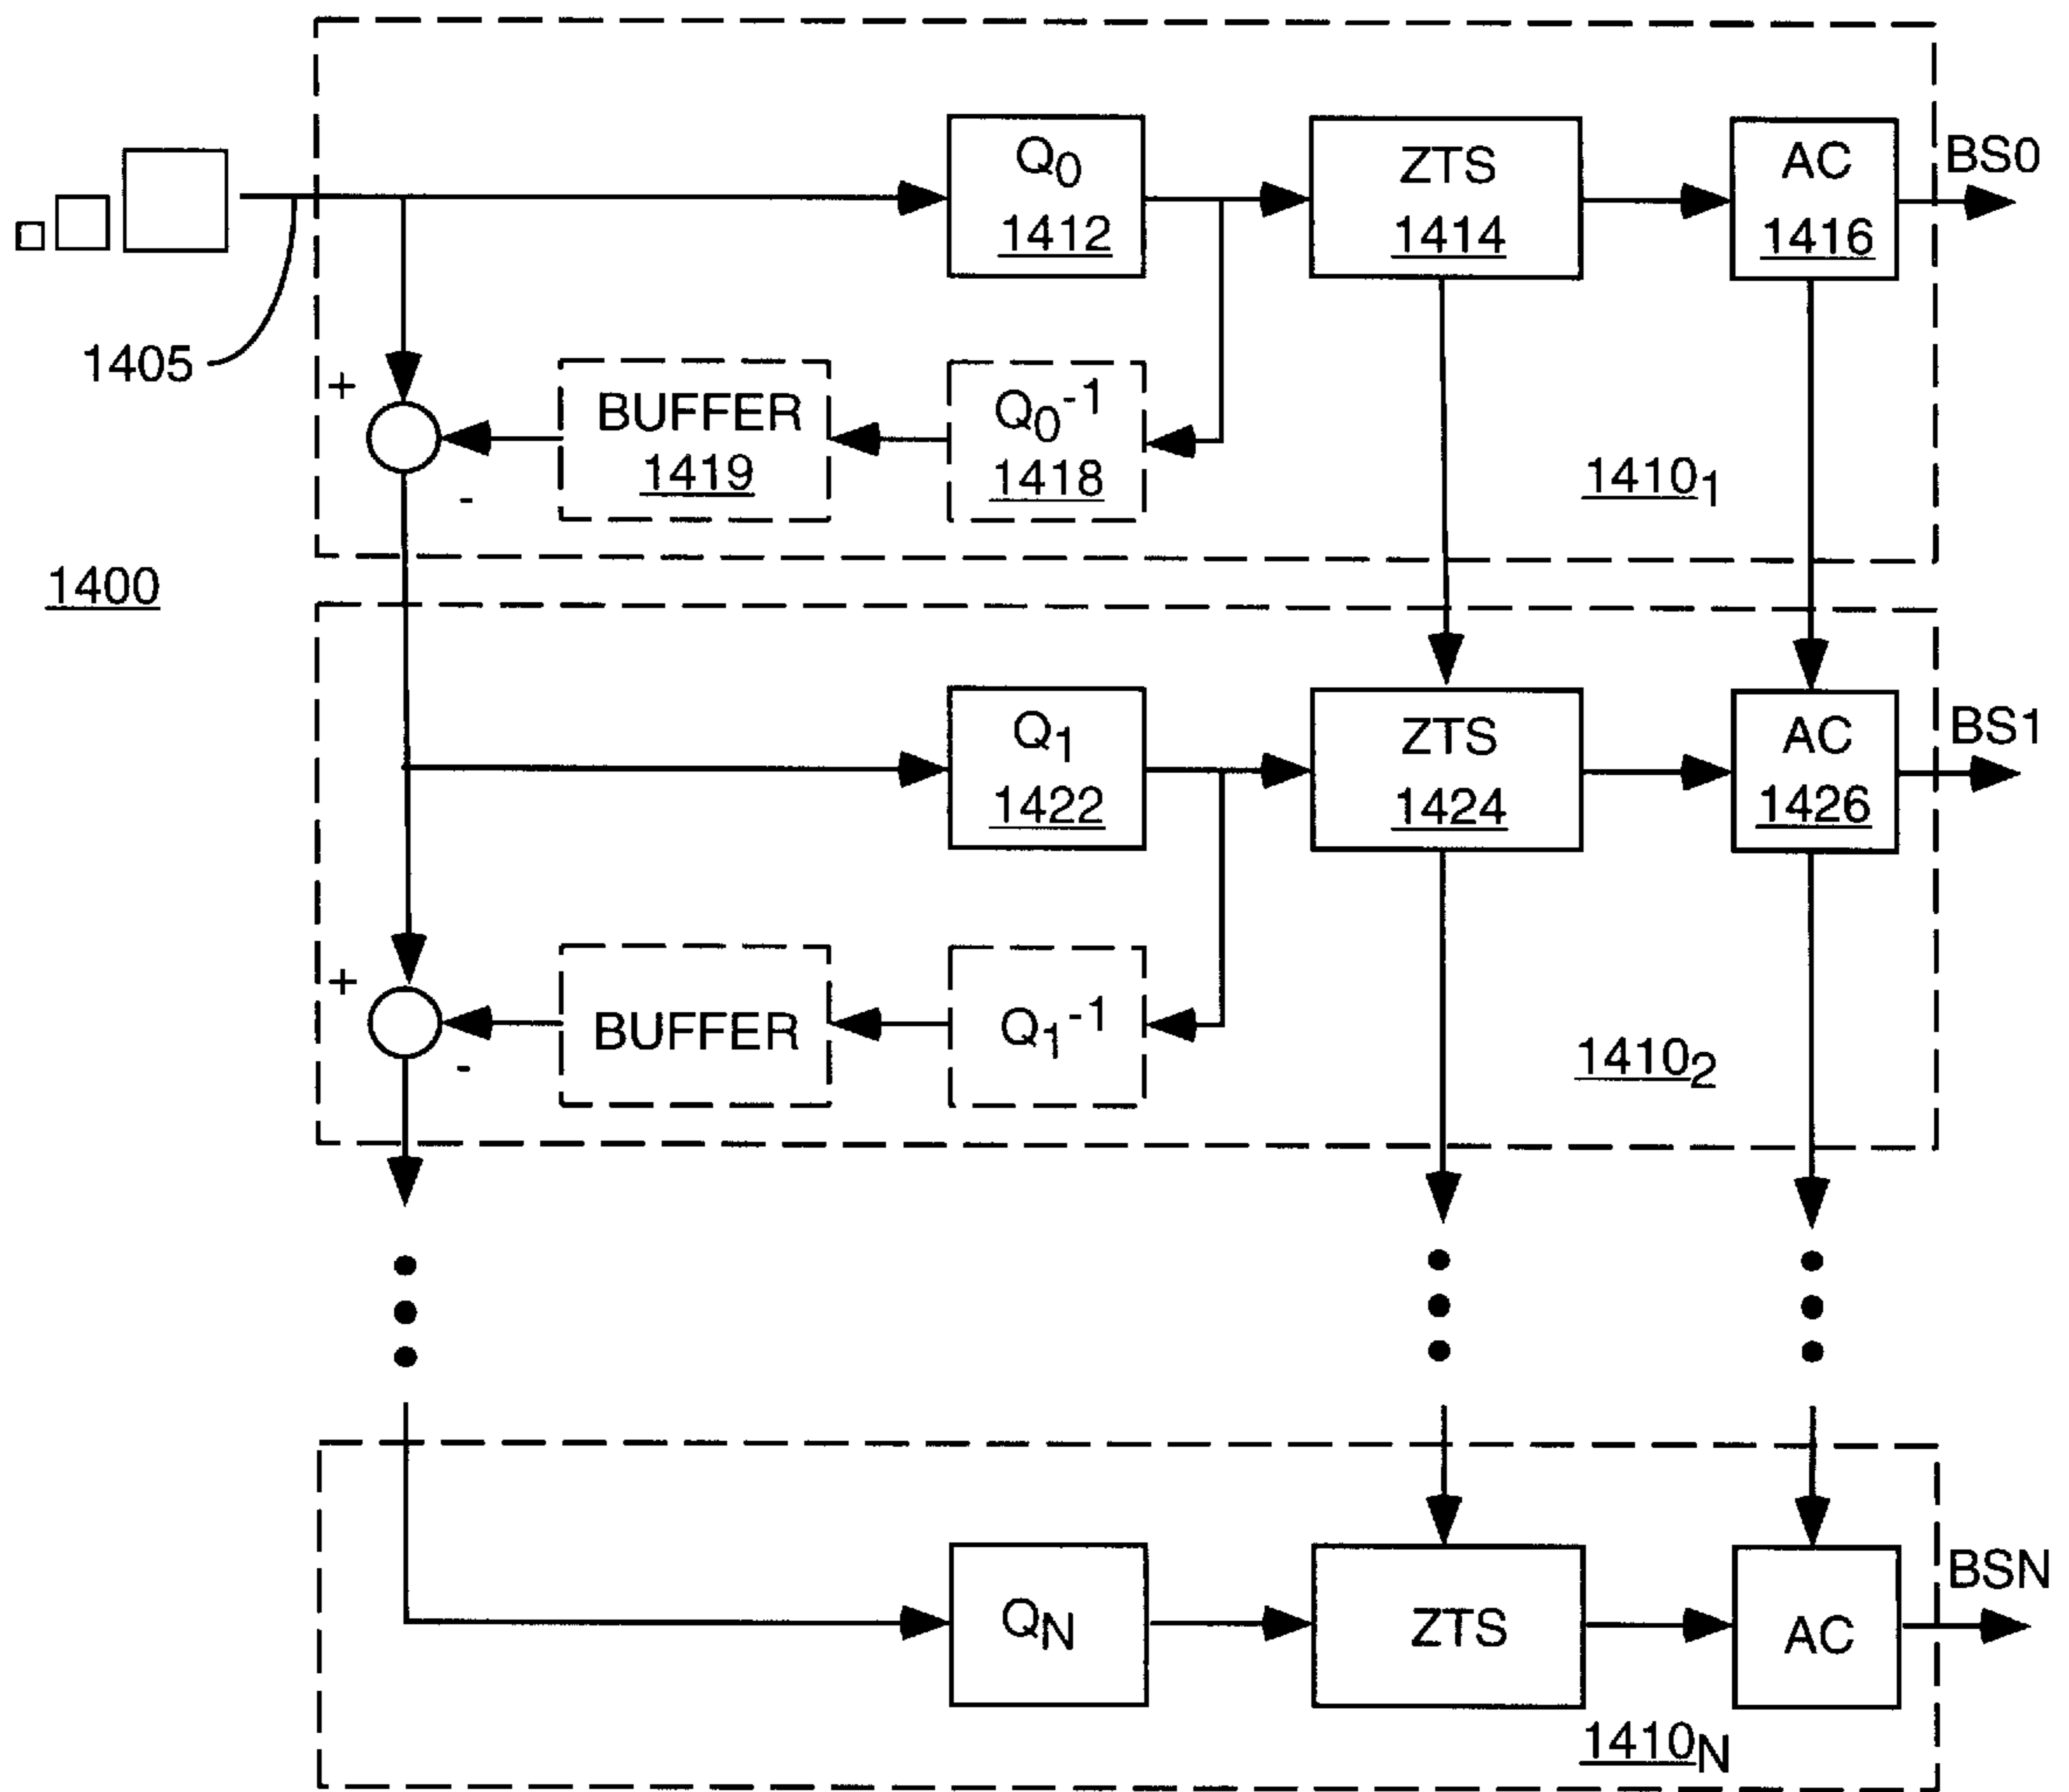 Q0
1412
ZTS
1414
AC
1416
BS0
1405
+
-
BUFFER
1419
Q0-1
1418
14101
1400
Q1
1422
ZTS
1424
AC
1426
BS1
+
-
BUFFER
Q1-1
14102
QN
ZTS
AC
BSN
1410N